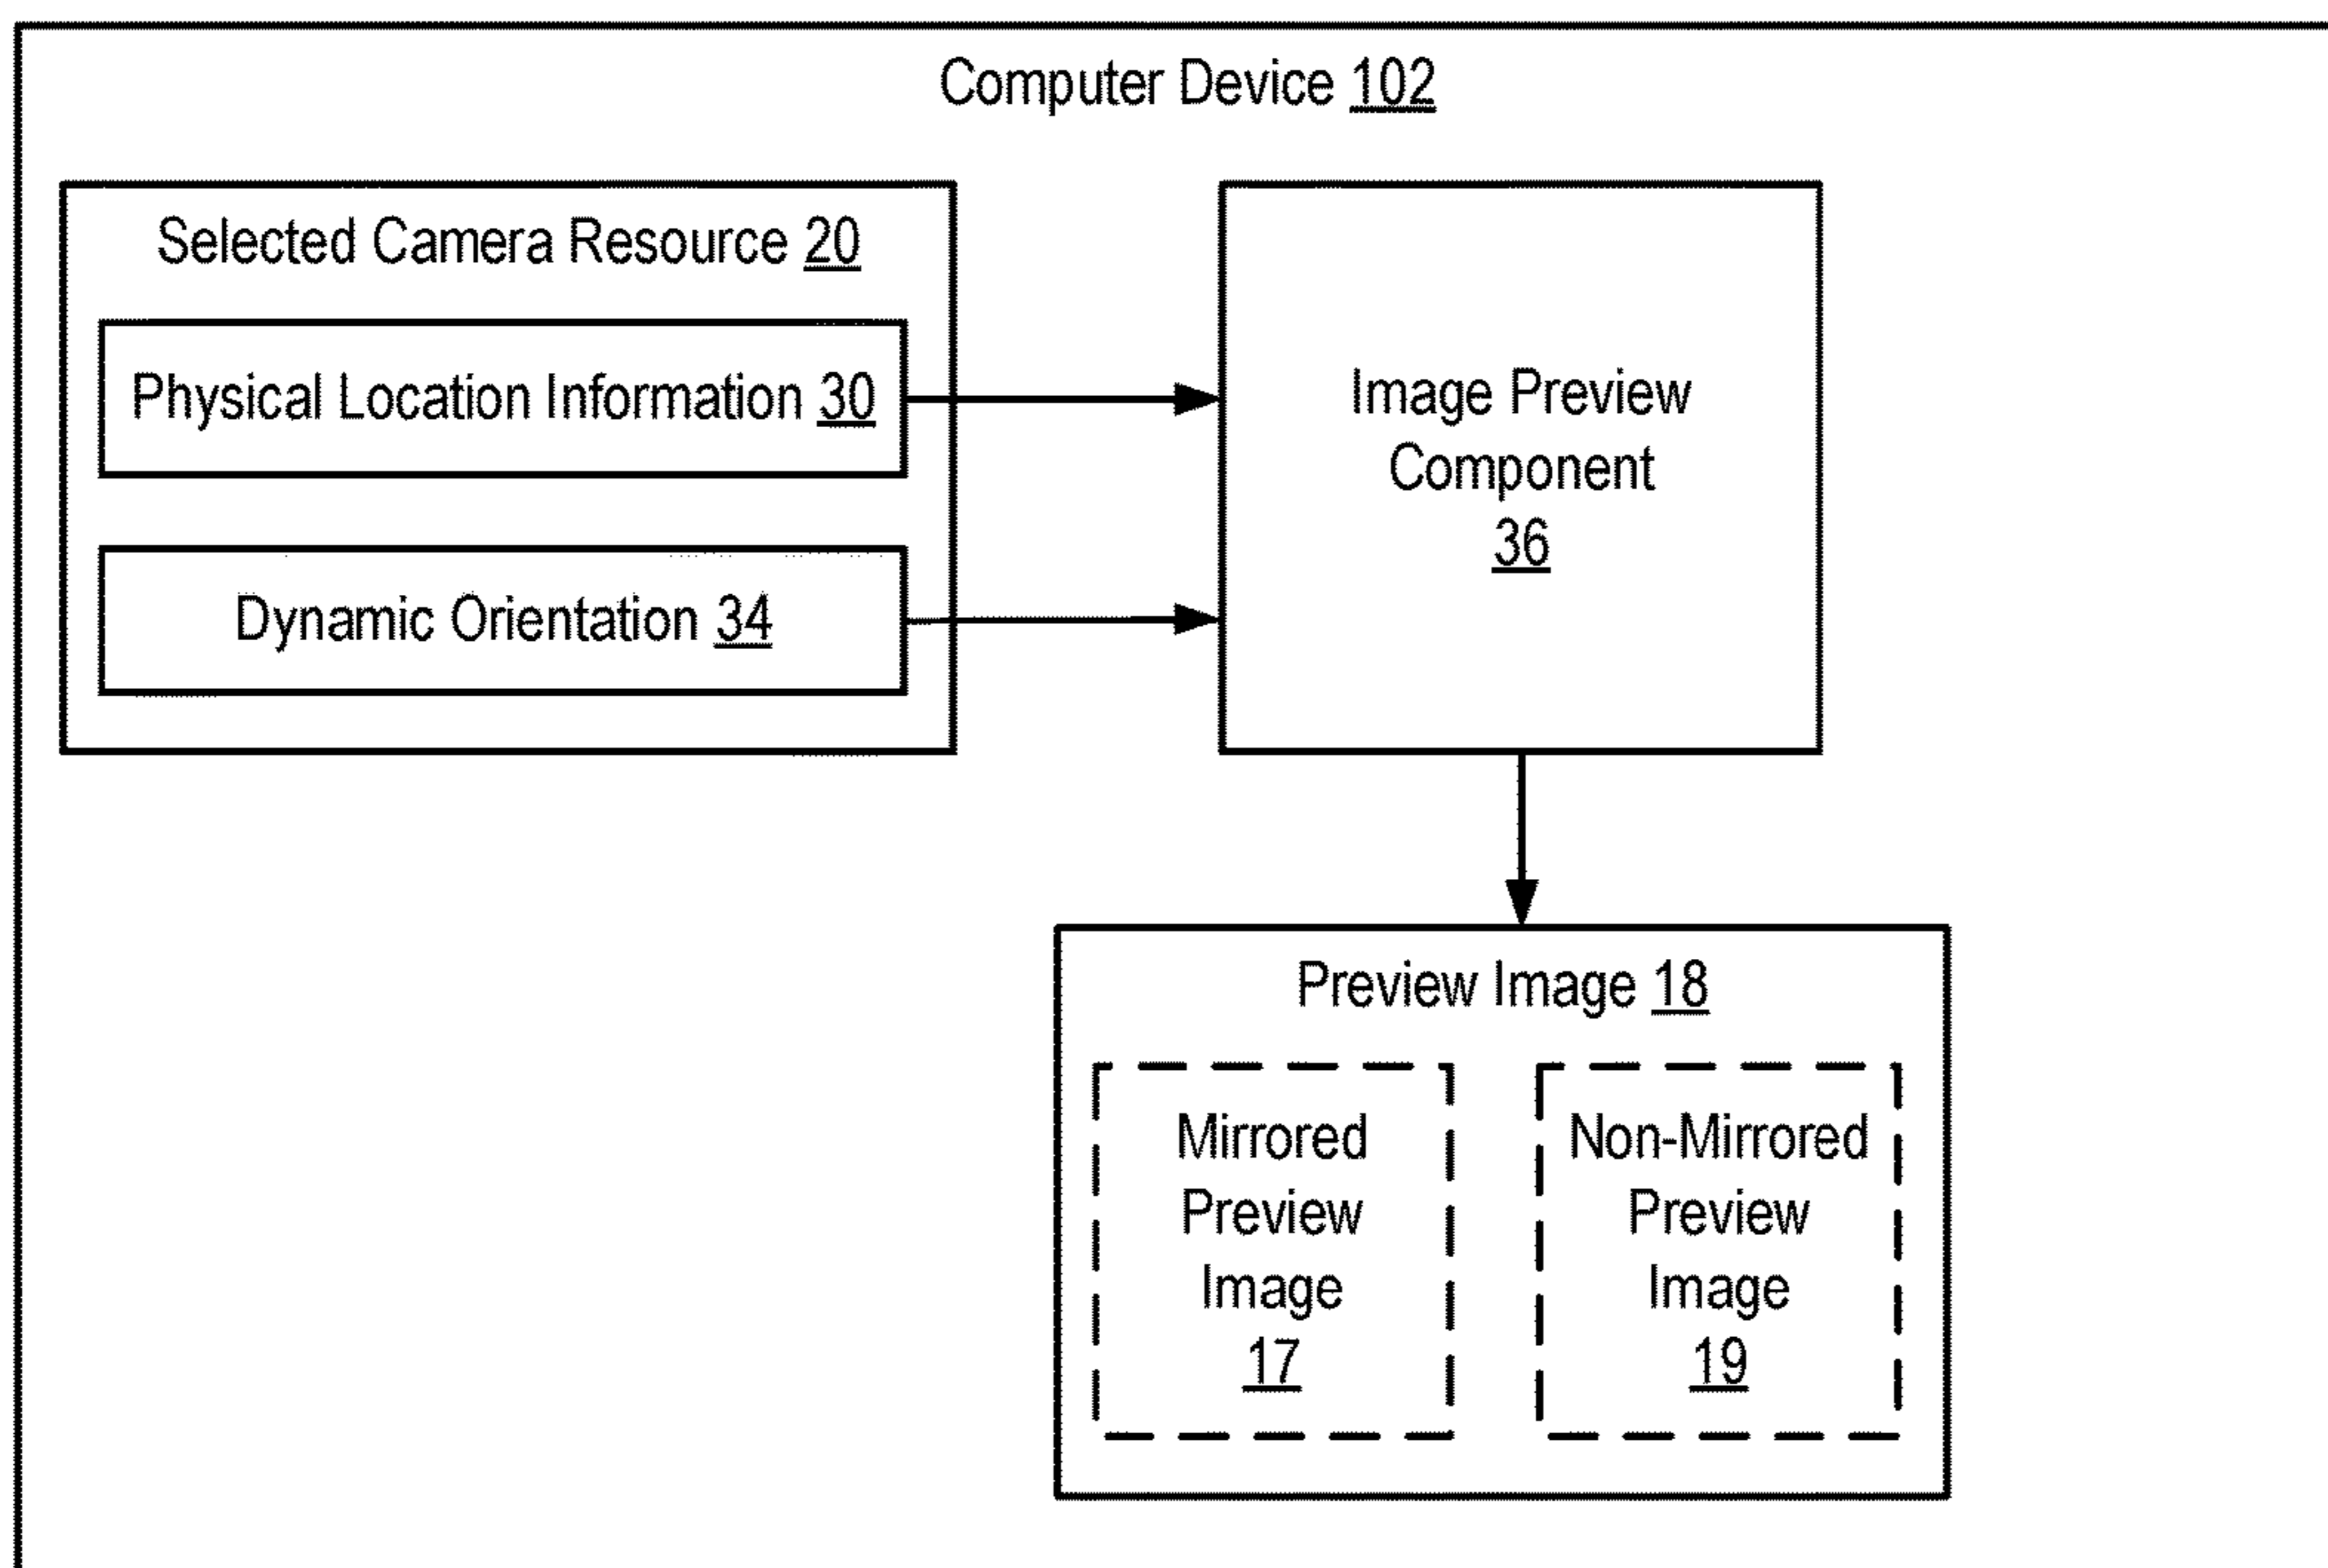 Computer Device 102
Selected Camera Resource 20
Physical Location Information 30
Dynamic Orientation 34
Image Preview
Component
36
Preview Image 18
Mirrored
Preview
Image
17
Non-Mirrored
Preview
Image
19